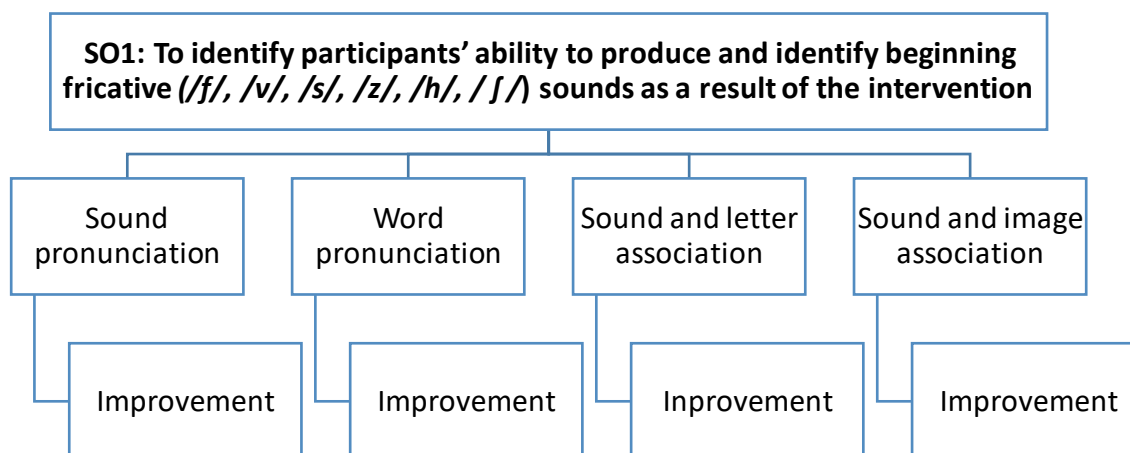 SO1: To identify participants’ ability to produce and identify beginning
fricative (/f/, /v/, /s/, /z/, /h/, / ʃ /) sounds as a result of the intervention
Sound
pronunciation
Word
pronunciation
Sound and letter
association
Sound and image
association
Improvement
Improvement
Inprovement
Improvement